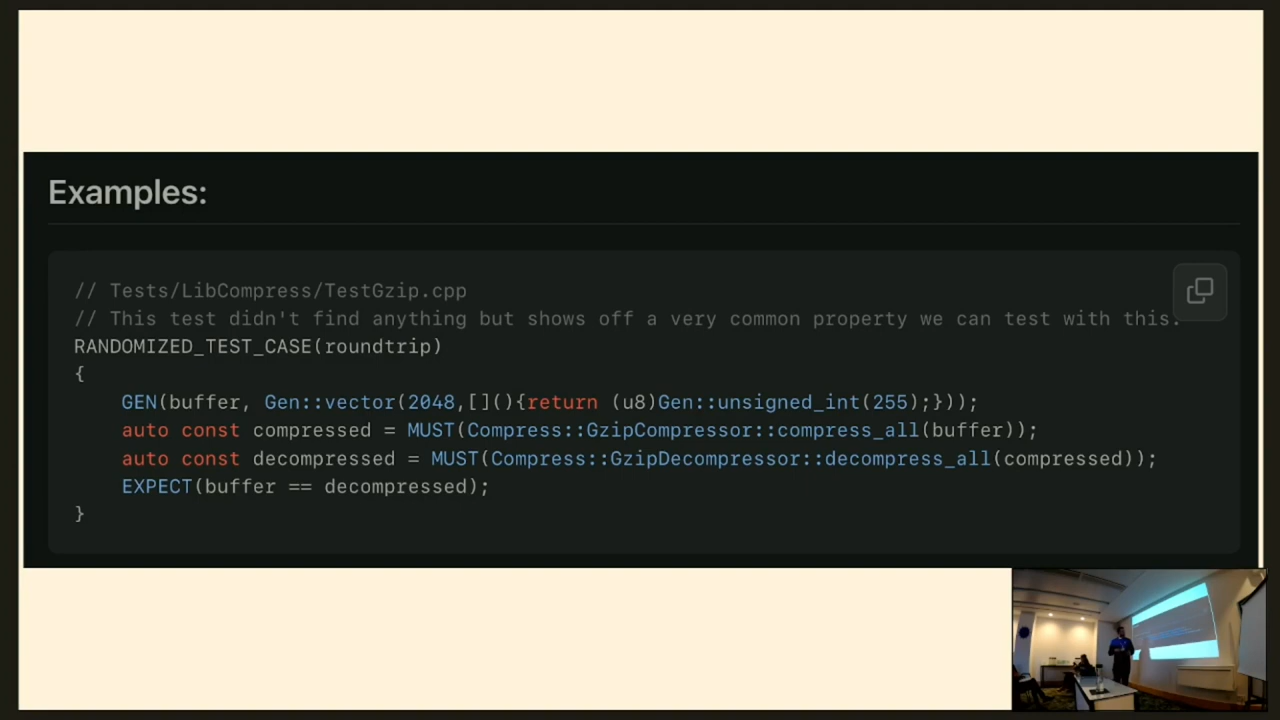 Examples:
// Tests/LibCompress/TestGzip.cpp
// This test didn't find anything but shows off a very common property we can test with this.
RANDOMIZED_TEST_CASE(roundtrip)
{
GEN(buffer, Gen::vector(2048,[](){return (u8)Gen::unsigned_int(255);}));
auto const compressed = MUST(Compress::GzipCompressor::compress_all(buffer));
auto const decompressed = MUST(Compress::GzipDecompressor::decompress_all(compressed));
EXPECT(buffer == decompressed);
}